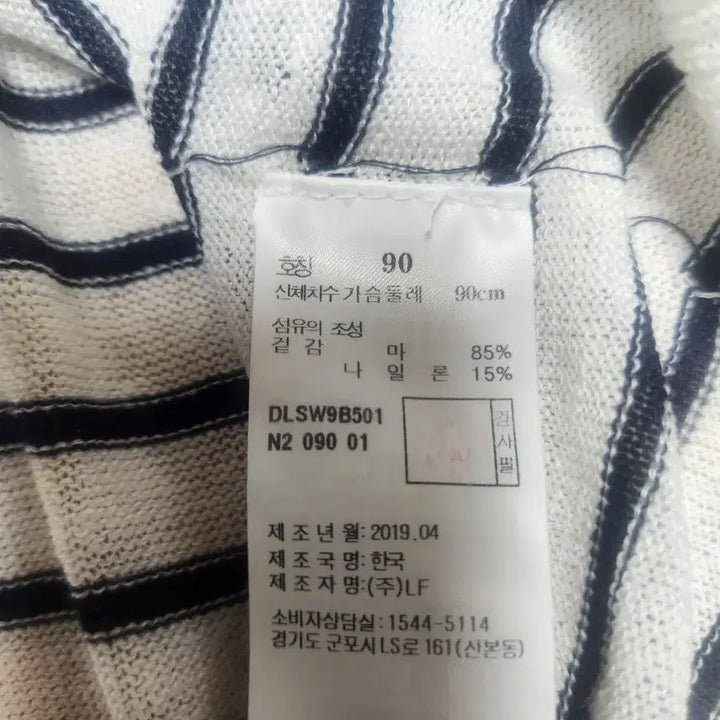 호칭 90
신체치수 가슴둘레 90cm
섬유의 조성
겉 감 마 85%
나 일 론 15%
DLSW9B501
N2 090 01
검사필
제 조 년 월: 2019.04
제 조 국 명: 한국
제 조 자 명:(주)LF
소비자상담실: 1544-5114
경기도 군포시 LS로 161(산본동)